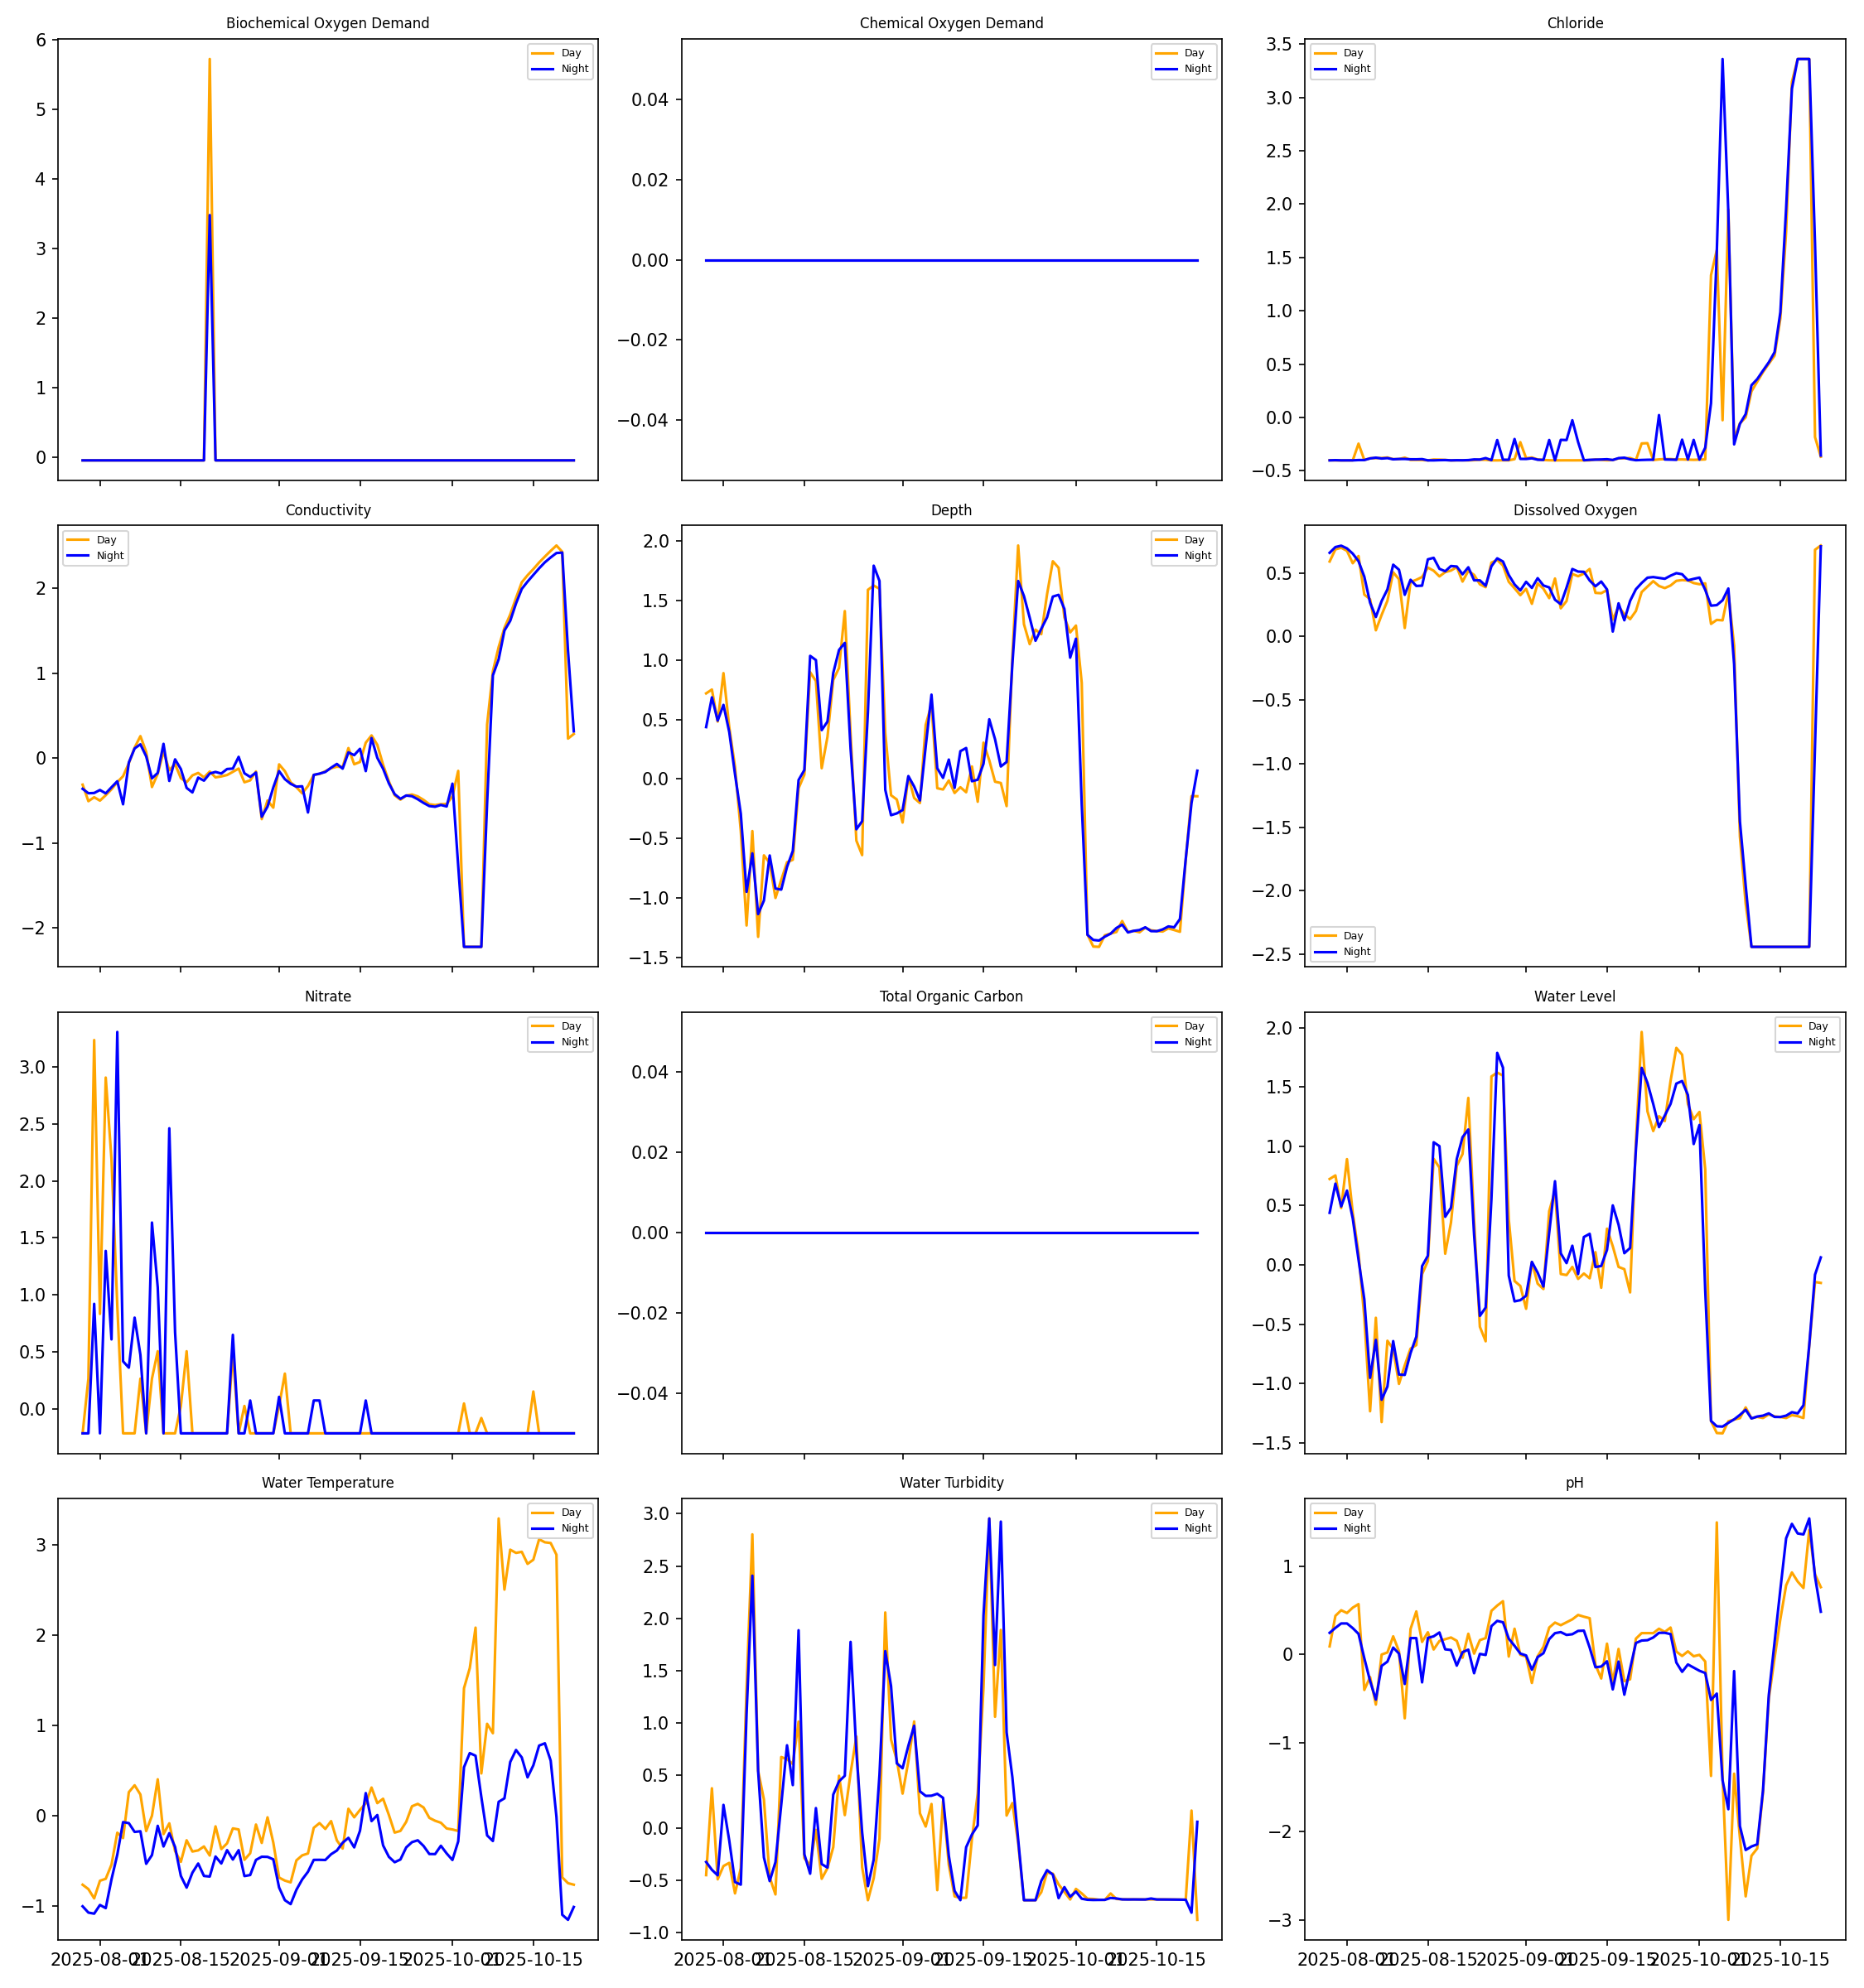 Biochemical Oxygen Demand
6
5
4
3
2
1
0
Day
Night
Chemical Oxygen Demand
0.04
0.02
0.00
−0.02
−0.04
Day
Night
Chloride
3.5
3.0
2.5
2.0
1.5
1.0
0.5
0.0
−0.5
Day
Night
Conductivity
2
1
0
−1
−2
Day
Night
Depth
2.0
1.5
1.0
0.5
0.0
−0.5
−1.0
−1.5
Day
Night
Dissolved Oxygen
0.5
0.0
−0.5
−1.0
−1.5
−2.0
−2.5
Day
Night
Nitrate
3.0
2.5
2.0
1.5
1.0
0.5
0.0
Day
Night
Total Organic Carbon
0.04
0.02
0.00
−0.02
−0.04
Day
Night
Water Level
2.0
1.5
1.0
0.5
0.0
−0.5
−1.0
−1.5
Day
Night
Water Temperature
3
2
1
0
−1
Day
Night
2025-08-01 2025-08-15 2025-09-01 2025-09-15 2025-10-01 2025-10-15
Water Turbidity
3.0
2.5
2.0
1.5
1.0
0.5
0.0
−0.5
−1.0
Day
Night
2025-08-01 2025-08-15 2025-09-01 2025-09-15 2025-10-01 2025-10-15
pH
1
0
−1
−2
−3
Day
Night
2025-08-01 2025-08-15 2025-09-01 2025-09-15 2025-10-01 2025-10-15